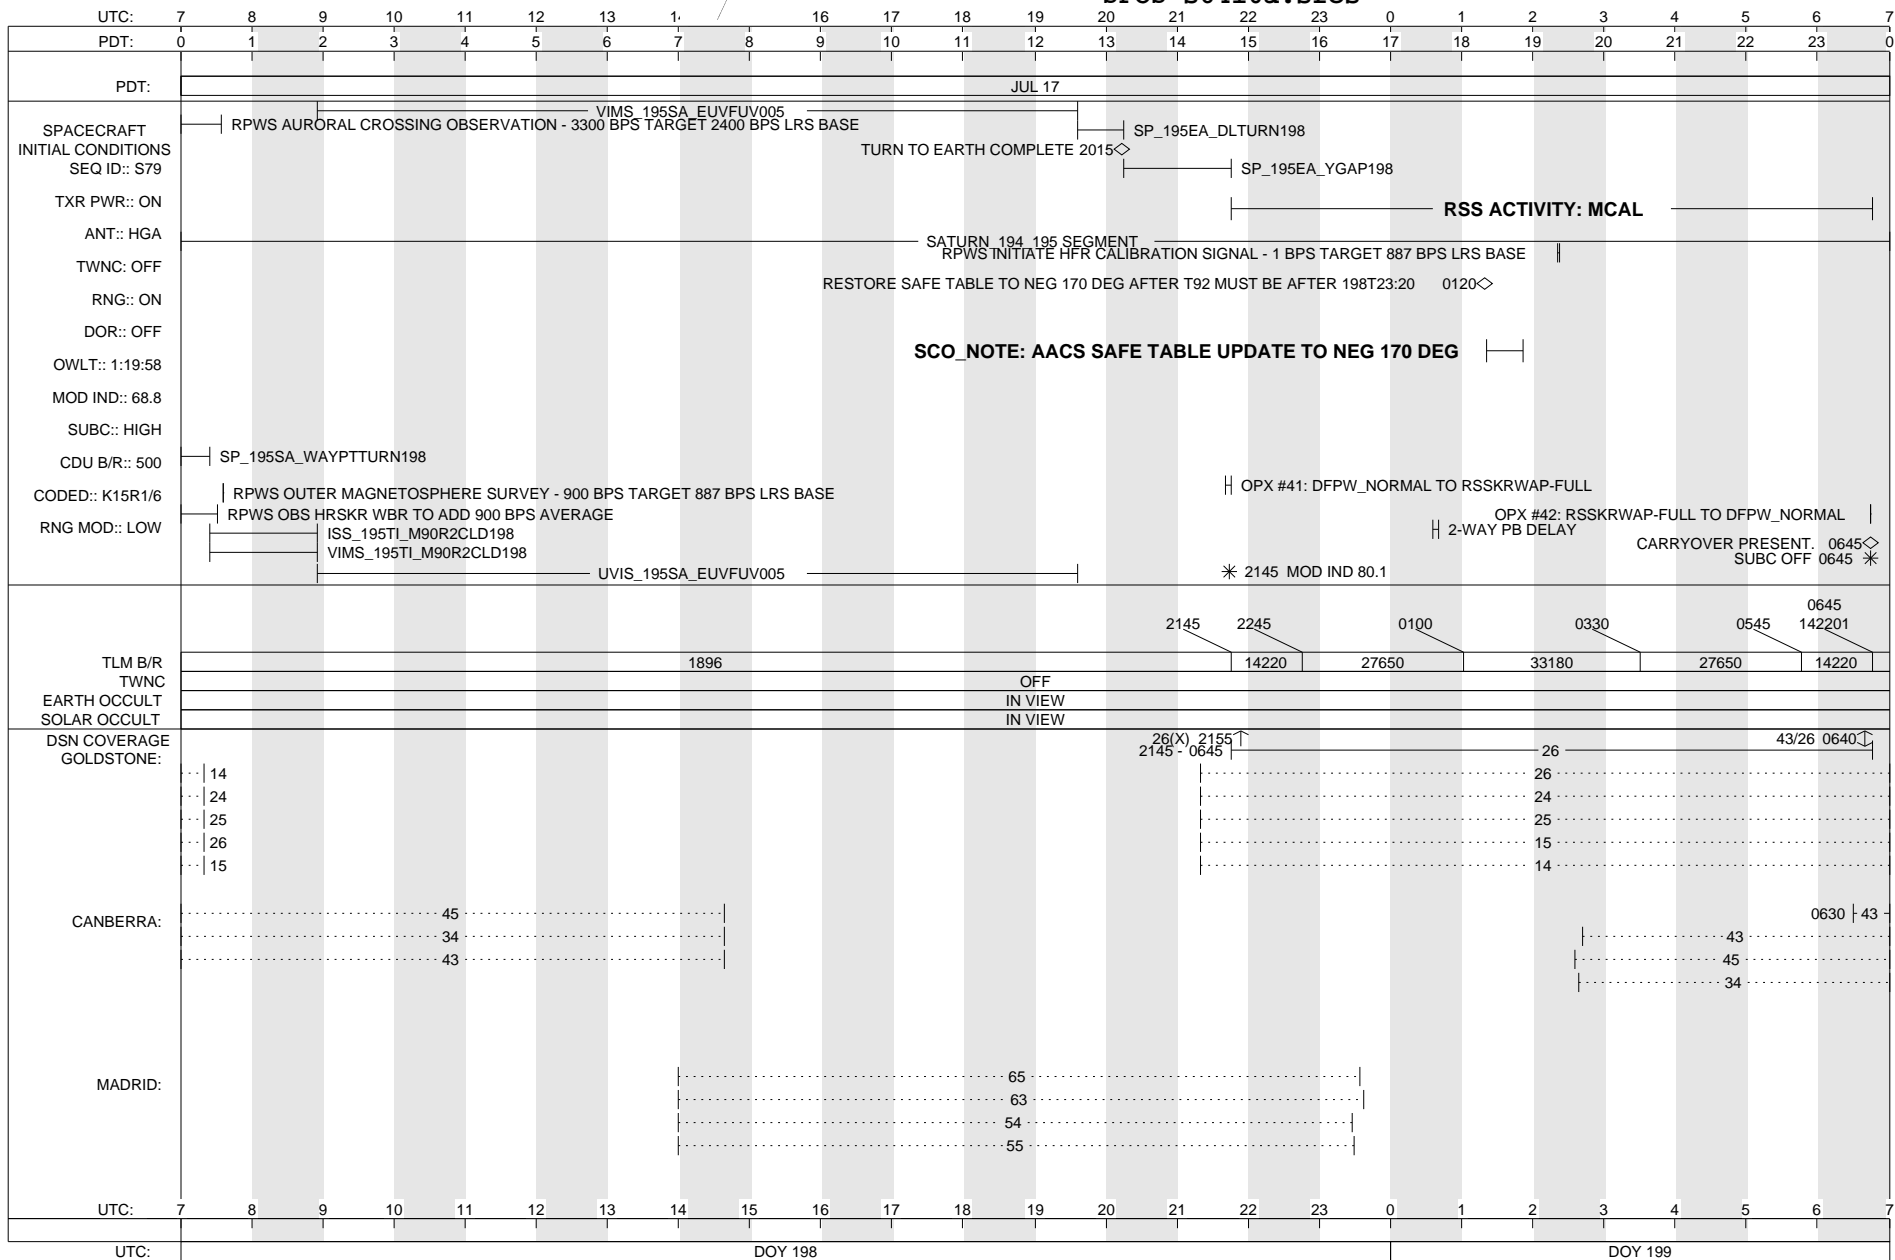 UTC: 7 8 9 10 11 12 13 16 17 18 19 20 21 22 23 0 1 2 3 4 5 6 7
PDT: 0 1 2 3 4 5 6 7 8 9 10 11 12 13 14 15 16 17 18 19 20 21 22 23 0
PDT: JUL 17
SPACECRAFT
INITIAL CONDITIONS
SEQ ID:: S79
TXR PWR:: ON
ANT:: HGA
TWNC: OFF
RNG:: ON
DOR:: OFF
OWLT:: 1:19:58
MOD IND:: 68.8
SUBC:: HIGH
CDU B/R:: 500
CODED:: K15R1/6
RNG MOD:: LOW
VIMS_195SA_EUVFUV005
RPWS AURORAL CROSSING OBSERVATION - 3300 BPS TARGET 2400 BPS LRS BASE
SP_195EA_DLTURN198
TURN TO EARTH COMPLETE 2015
SP_195EA_YGAP198
RSS ACTIVITY: MCAL
SATURN_194_195 SEGMENT
RPWS INITIATE HFR CALIBRATION SIGNAL - 1 BPS TARGET 887 BPS LRS BASE
RESTORE SAFE TABLE TO NEG 170 DEG AFTER T92 MUST BE AFTER 198T23:20 0120
SCO_NOTE: AACS SAFE TABLE UPDATE TO NEG 170 DEG
SP_195SA_WAYPTTURN198
RPWS OUTER MAGNETOSPHERE SURVEY - 900 BPS TARGET 887 BPS LRS BASE
OPX #41: DFPW_NORMAL TO RSSKRWAP-FULL
RPWS OBS HRSKR WBR TO ADD 900 BPS AVERAGE
OPX #42: RSSKRWAP-FULL TO DFPW_NORMAL
ISS_195TI_M90R2CLD198
2-WAY PB DELAY
VIMS_195TI_M90R2CLD198
CARRYOVER PRESENT. 0645
SUBC OFF 0645
UVIS_195SA_EUVFUV005
2145 MOD IND 80.1
0645
2145 2245 0100 0330 0545 142201
TLM B/R 1896 14220 27650 33180 27650 14220
TWNC OFF
EARTH OCCULT IN VIEW
SOLAR OCCULT IN VIEW
DSN COVERAGE 26(X) 2155 43/26 0640
GOLDSTONE: 2145 - 0645 26
14 26
24 24
25 25
26 15
15 14
CANBERRA: 45 0630 43
34 43
43 45
34
MADRID: 65
63
54
55
UTC: 7 8 9 10 11 12 13 14 15 16 17 18 19 20 21 22 23 0 1 2 3 4 5 6 7
UTC: DOY 198 DOY 199